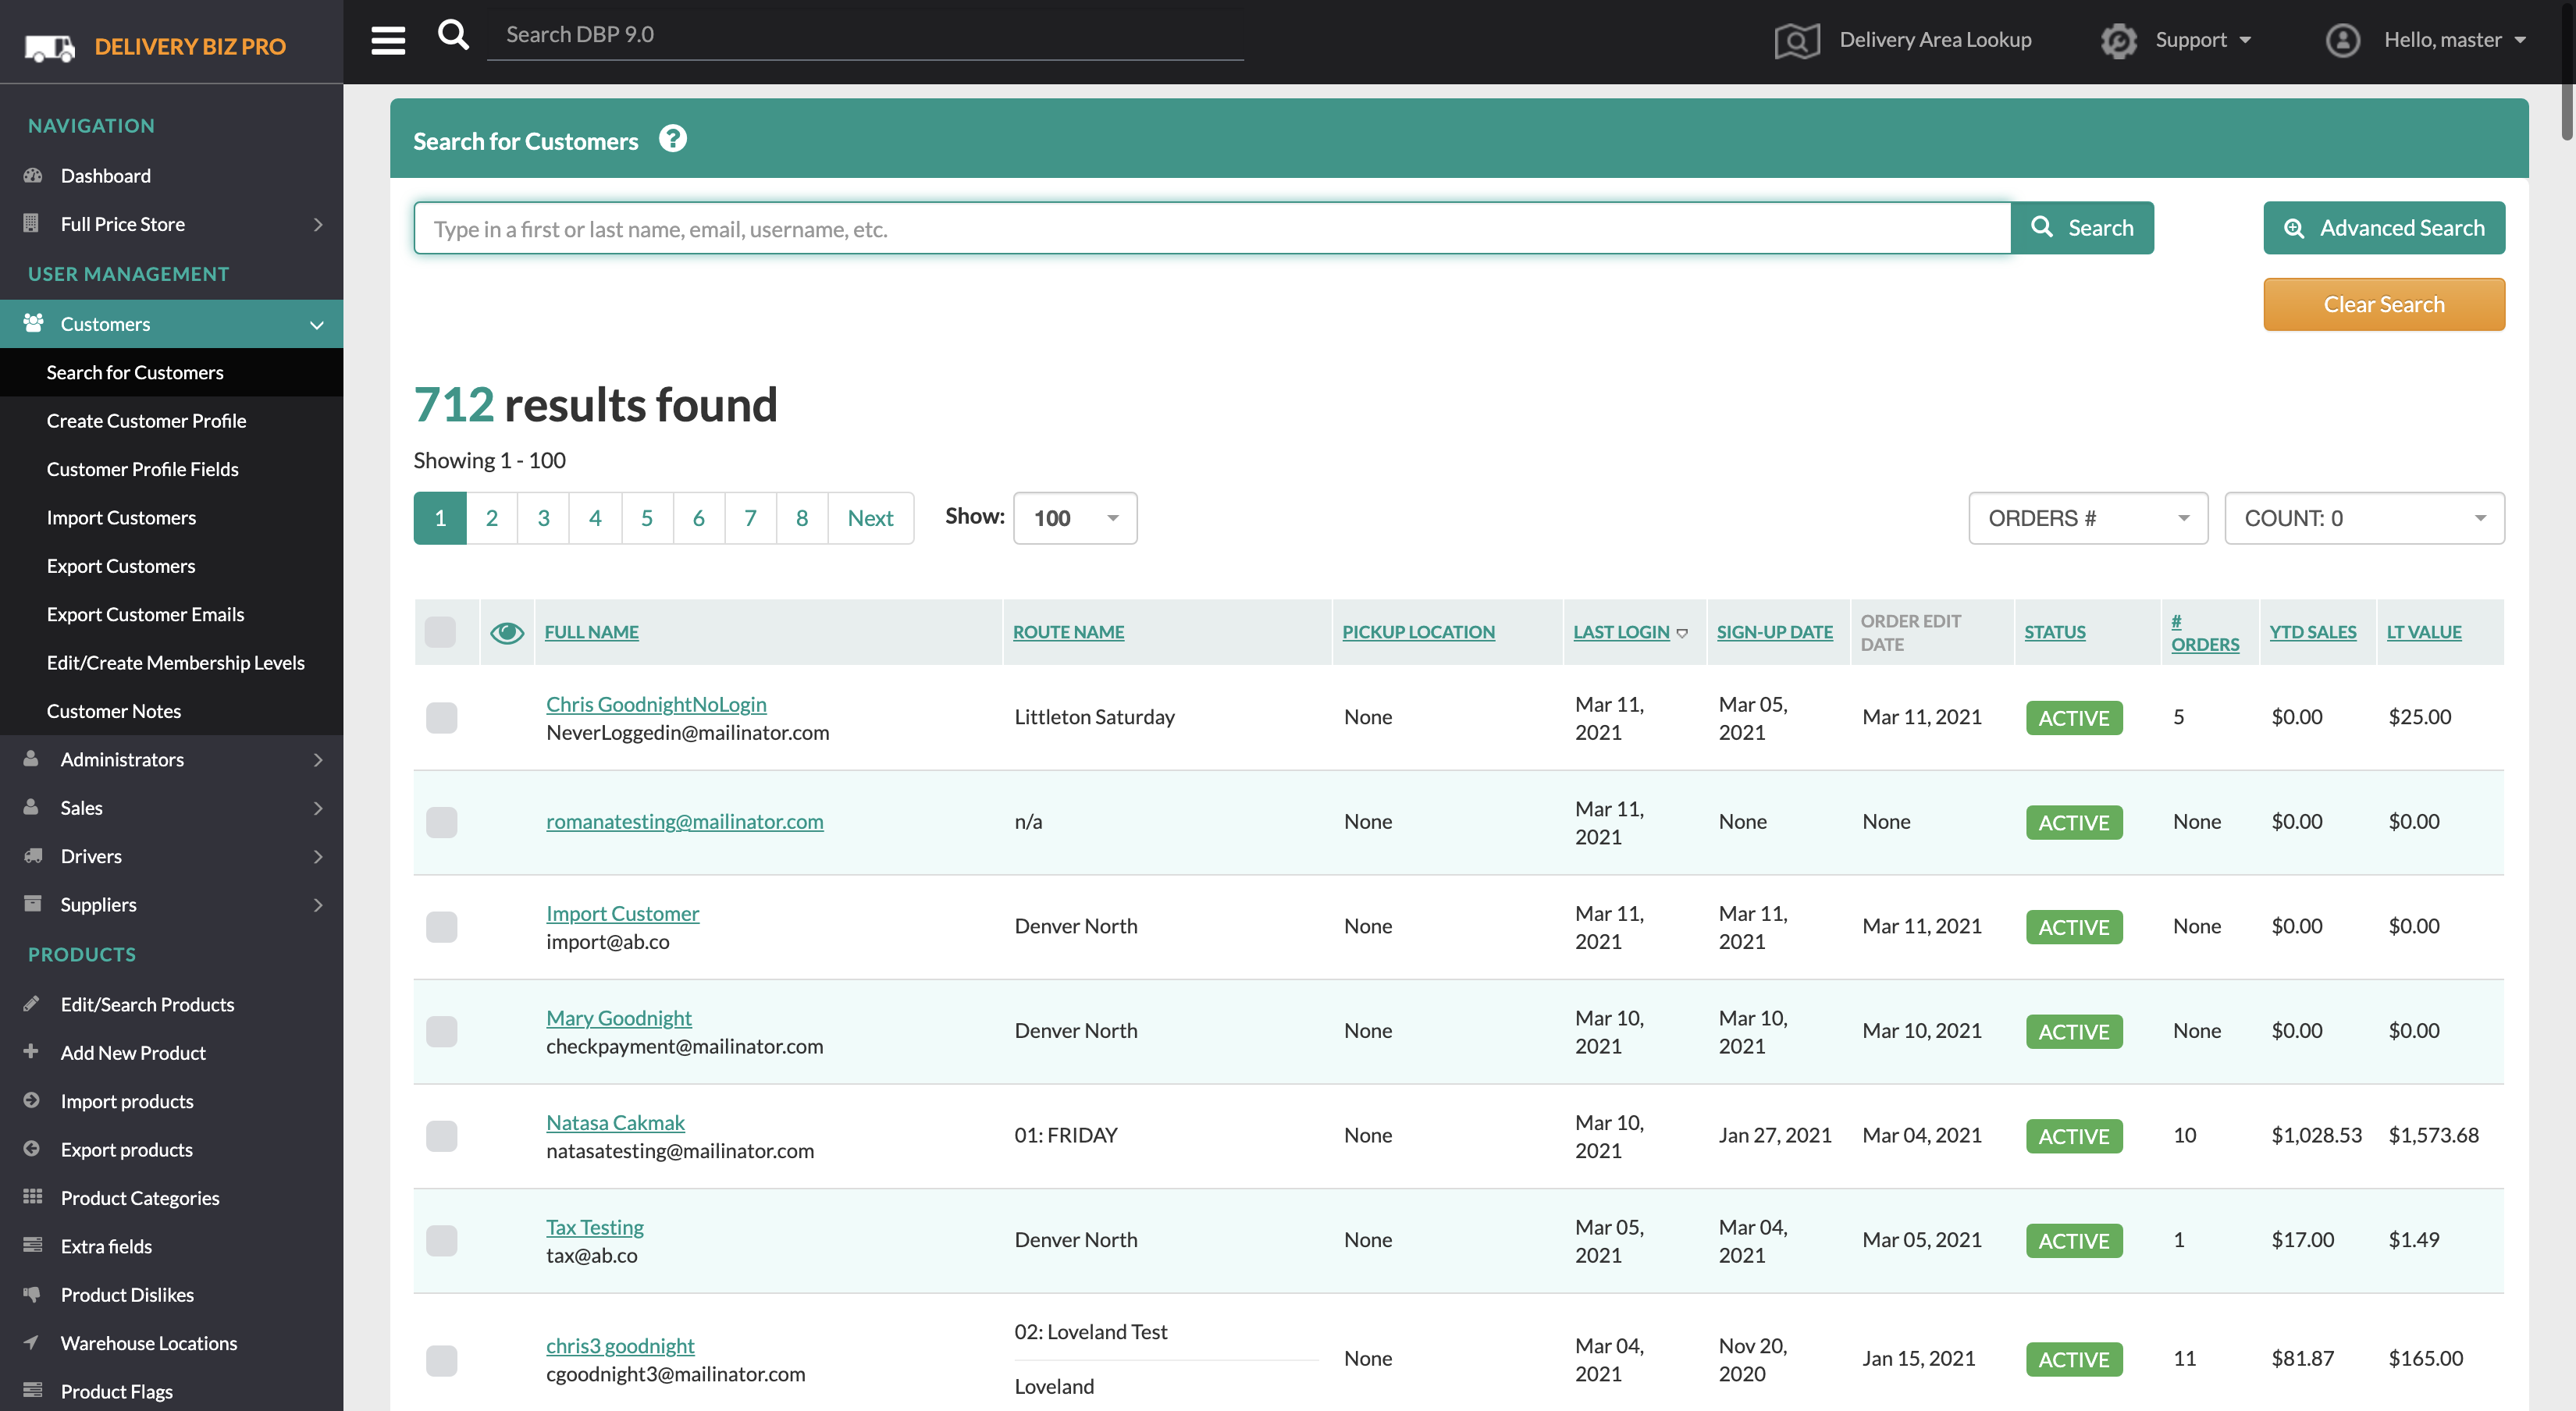 DELIVERY BIZ PRO
Search DBP 9.0
Delivery Area Lookup
Support
Hello, master
NAVIGATION
Dashboard
Full Price Store
USER MANAGEMENT
Customers
Search for Customers
Create Customer Profile
Customer Profile Fields
Import Customers
Export Customers
Export Customer Emails
Edit/Create Membership Levels
Customer Notes
Administrators
Sales
Drivers
Suppliers
PRODUCTS
Edit/Search Products
Add New Product
Import products
Export products
Product Categories
Extra fields
Product Dislikes
Warehouse Locations
Product Flags
Search for Customers ?
Type in a first or last name, email, username, etc.
Search
Advanced Search
Clear Search
712 results found
Showing 1 - 100
1 2 3 4 5 6 7 8 Next
Show: 100
ORDERS #
COUNT: 0
FULL NAME ROUTE NAME PICKUP LOCATION LAST LOGIN SIGN-UP DATE ORDER EDIT DATE STATUS # ORDERS YTD SALES LT VALUE
Chris GoodnightNoLogin
NeverLoggedin@mailinator.com
Littleton Saturday
None
Mar 11,
2021
Mar 05,
2021
Mar 11, 2021
ACTIVE
5
$0.00
$25.00
romanatesting@mailinator.com
n/a
None
Mar 11,
2021
None
None
ACTIVE
None
$0.00
$0.00
Import Customer
import@ab.co
Denver North
None
Mar 11,
2021
Mar 11,
2021
Mar 11, 2021
ACTIVE
None
$0.00
$0.00
Mary Goodnight
checkpayment@mailinator.com
Denver North
None
Mar 10,
2021
Mar 10,
2021
Mar 10, 2021
ACTIVE
None
$0.00
$0.00
Natasa Cakmak
natasatesting@mailinator.com
01: FRIDAY
None
Mar 10,
2021
Jan 27, 2021
Mar 04, 2021
ACTIVE
10
$1,028.53
$1,573.68
Tax Testing
tax@ab.co
Denver North
None
Mar 05,
2021
Mar 04,
2021
Mar 05, 2021
ACTIVE
1
$17.00
$1.49
chris3 goodnight
cgoodnight3@mailinator.com
02: Loveland Test
Loveland
None
Mar 04,
2021
Nov 20,
2020
Jan 15, 2021
ACTIVE
11
$81.87
$165.00